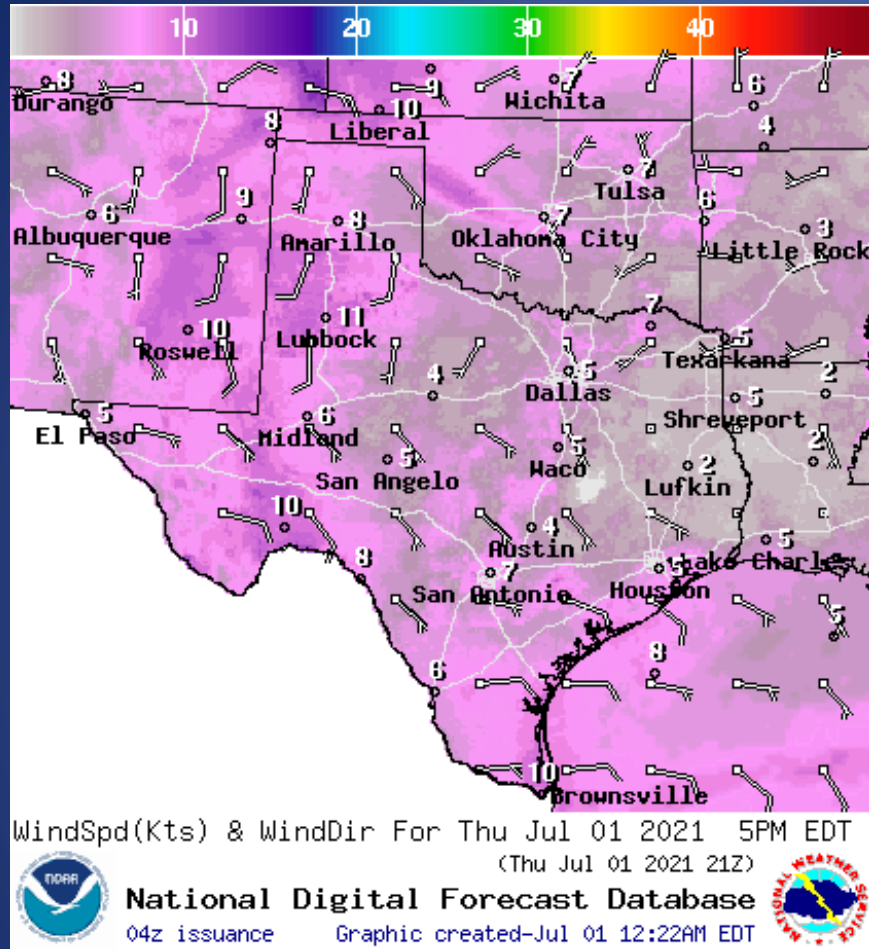 10 20 30 40
8 9 7 6
Durango Wichita
10
Liberal
8 4
7
Tulsa
6 9 8 7 6 3
Albuquerque Amarillo Oklahoma City Little Rock
10 11 7
Roswell Lubbock Texarkana 5
4 5 5 2
Dallas
5 6 Shreveport
El Paso Midland
5 5 2 2
San Angelo Waco Lufkin
10 4 5
Austin Lake Charles
8 7 5
San Antonio Houston
5
6 8
10
Brownsville
WindSpd(Kts) & WindDir For Thu Jul 01 2021 5PM EDT
(Thu Jul 01 2021 21Z)
NOAA
NATIONAL WEATHER SERVICE
National Digital Forecast Database
04z issuance Graphic created-Jul 01 12:22AM EDT